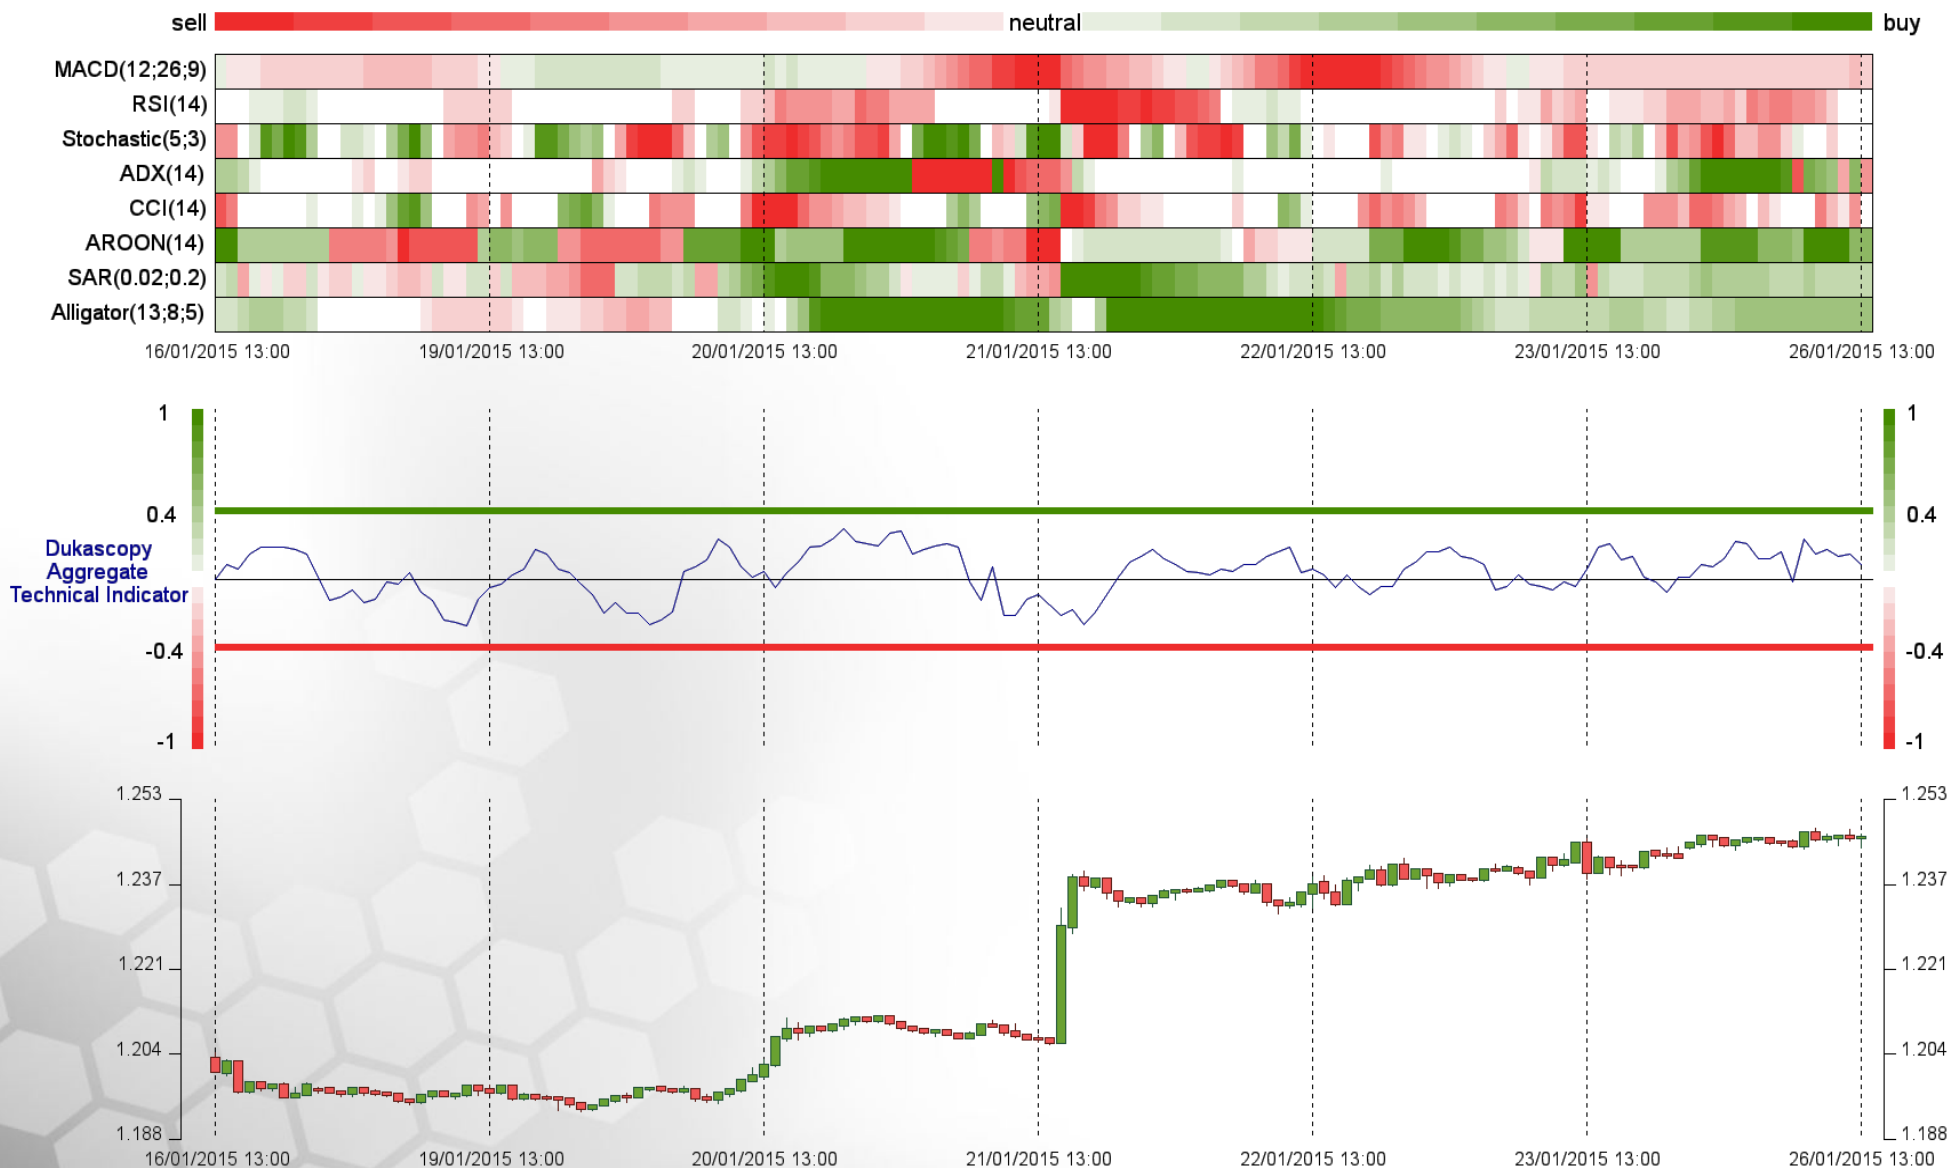 sell neutral buy
MACD(12;26;9)
RSI(14)
Stochastic(5;3)
ADX(14)
CCI(14)
AROON(14)
SAR(0.02;0.2)
Alligator(13;8;5)
16/01/2015 13:00 19/01/2015 13:00 20/01/2015 13:00 21/01/2015 13:00 22/01/2015 13:00 23/01/2015 13:00 26/01/2015 13:00
1 1
0.4 0.4
Dukascopy
Aggregate
Technical Indicator
-0.4 -0.4
-1 -1
1.253 1.253
1.237 1.237
1.221 1.221
1.204 1.204
1.188 1.188
16/01/2015 13:00 19/01/2015 13:00 20/01/2015 13:00 21/01/2015 13:00 22/01/2015 13:00 23/01/2015 13:00 26/01/2015 13:00